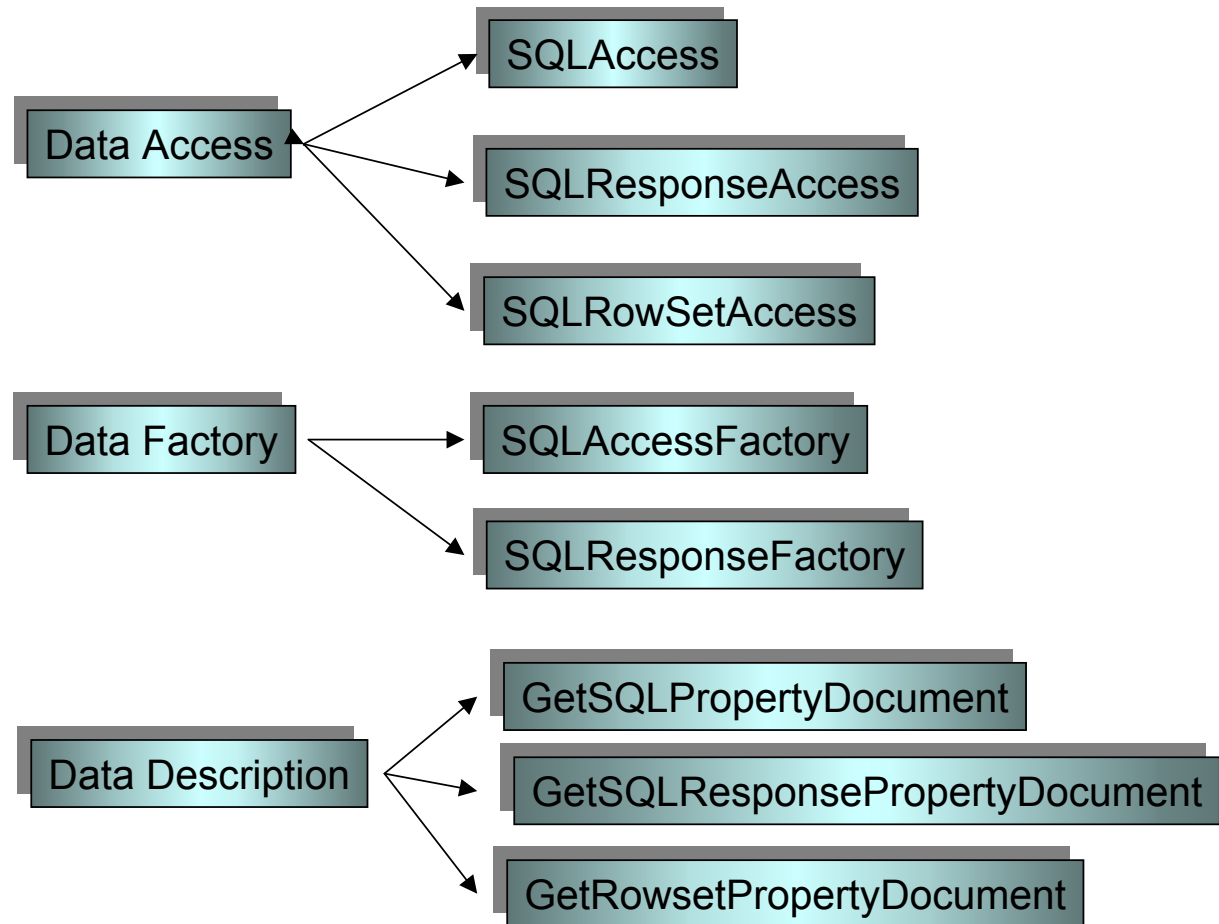 SQLAccess
Data Access
SQLResponseAccess
SQLRowSetAccess
Data Factory
SQLAccessFactory
SQLResponseFactory
GetSQLPropertyDocument
Data Description
GetSQLResponsePropertyDocument
GetRowsetPropertyDocument